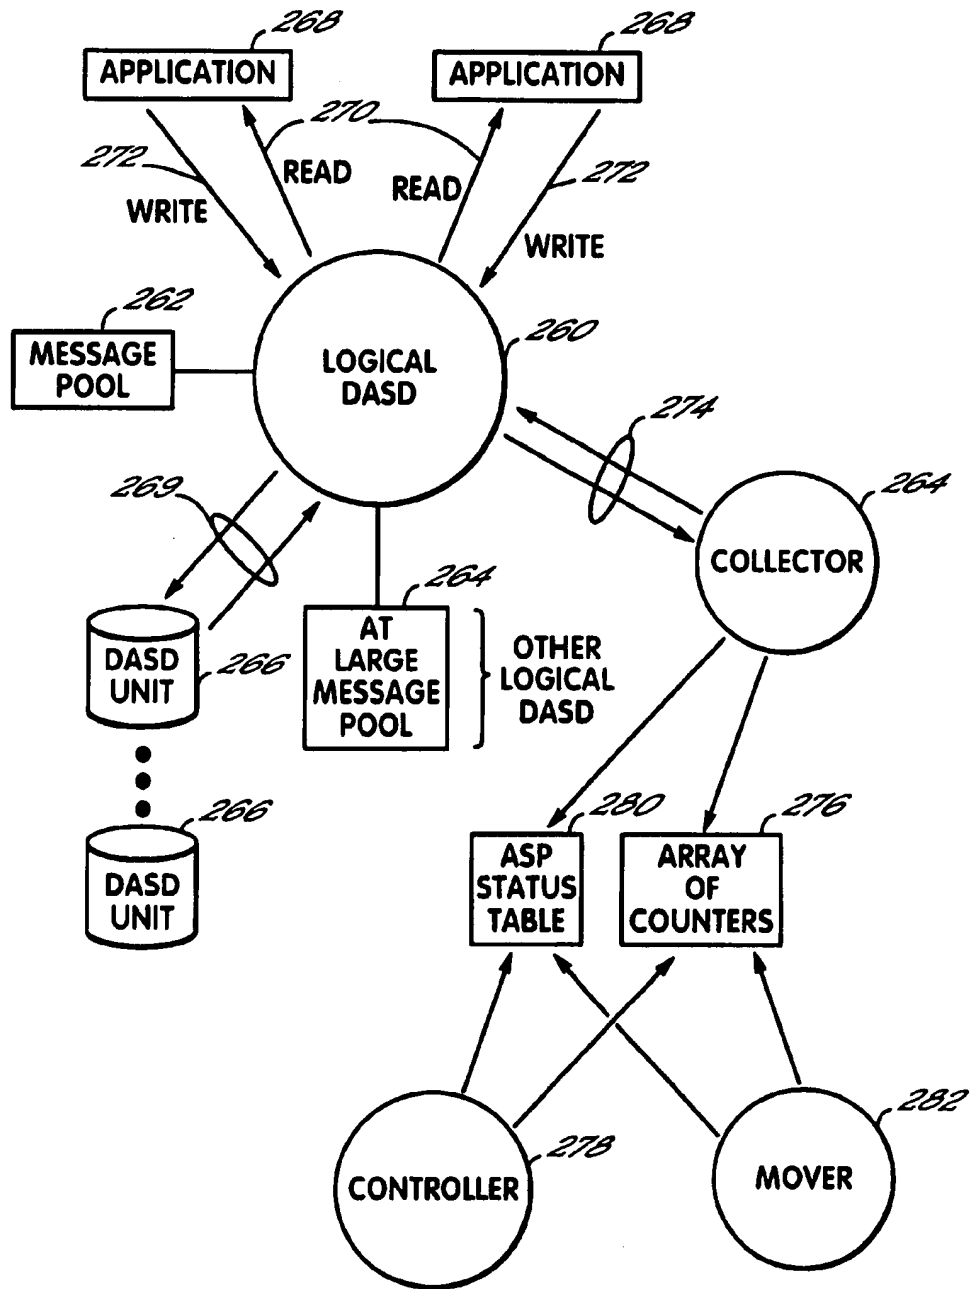 268
268
APPLICATION
APPLICATION
270
272
READ
READ
272
WRITE
WRITE
262
260
MESSAGE
POOL
LOGICAL
DASD
274
269
264
COLLECTOR
264
AT
LARGE
MESSAGE
POOL
OTHER
LOGICAL
DASD
DASD
UNIT
266
266
DASD
UNIT
280
276
ASP
STATUS
TABLE
ARRAY
OF
COUNTERS
278
282
CONTROLLER
MOVER